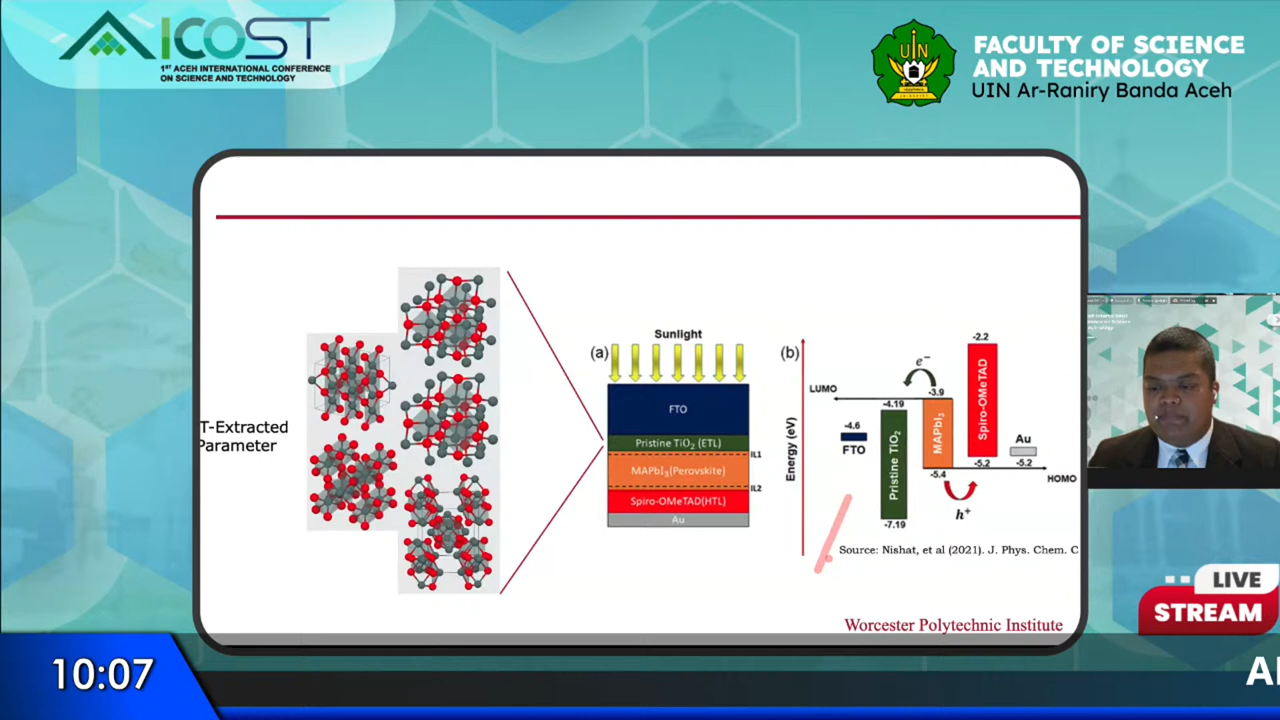 AICOST
1ST ACEH INTERNATIONAL CONFERENCE
ON SCIENCE AND TECHNOLOGY
UIN
FACULTY OF SCIENCE
AND TECHNOLOGY
UIN Ar-Raniry Banda Aceh
T-Extracted
Parameter
(a)
Sunlight
FTO
Pristine TiO2 (ETL)
IL1
MAPbI3(Perovskite)
IL2
Spiro-OMeTAD(HTL)
Au
(b)
Energy (eV)
LUMO
e−
-2.2
-3.9
-4.19
-4.6
FTO
Pristine TiO2
MAPbI3
Spiro-OMeTAD
Au
-5.4
-5.2
-5.2
HOMO
h+
-7.19
Source: Nishat, et al (2021). J. Phys. Chem. C
Worcester Polytechnic Institute
LIVE
STREAM
10:07